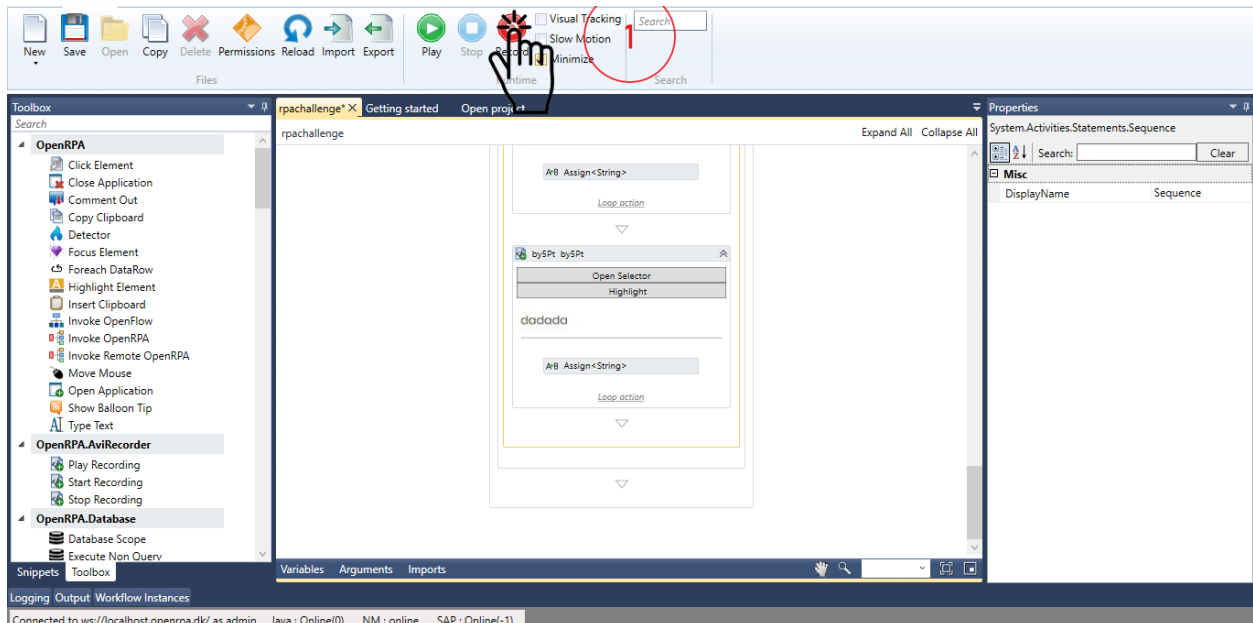 Visual Tracking
Search
1
Slow Motion
New Save Open Copy Delete Permissions Reload Import Export Play Stop Record Minimize
Files Runtime Search
Toolbox
rpachallenge* Getting started Open project
Properties
Search
rpachallenge Expand All Collapse All
System.Activities.Statements.Sequence
OpenRPA
Search: Clear
Click Element
A+B Assign<String>
Misc
Close Application
DisplayName Sequence
Comment Out
Loop action
Copy Clipboard
Detector
Focus Element
by5Pt by5Pt
Foreach DataRow
Open Selector
Highlight Element
Highlight
Insert Clipboard
Invoke OpenFlow
dadada
Invoke OpenRPA
Invoke Remote OpenRPA
A+B Assign<String>
Move Mouse
Open Application
Loop action
Show Balloon Tip
Type Text
OpenRPA.AviRecorder
Play Recording
Start Recording
Stop Recording
OpenRPA.Database
Database Scope
Execute Non Query
Snippets Toolbox
Variables Arguments Imports
Logging Output Workflow Instances
Connected to ws://localhost.openrpa.dk/ as admin Java : Online(0) NM : online SAP : Online(-1)